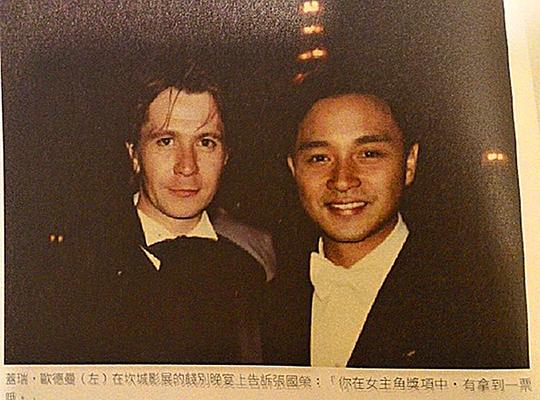 蓋瑞・歐德曼（左）在坎城影展的餞別晚宴上告訴張國榮：「你在女主角獎項中，有拿到一票
哦。」